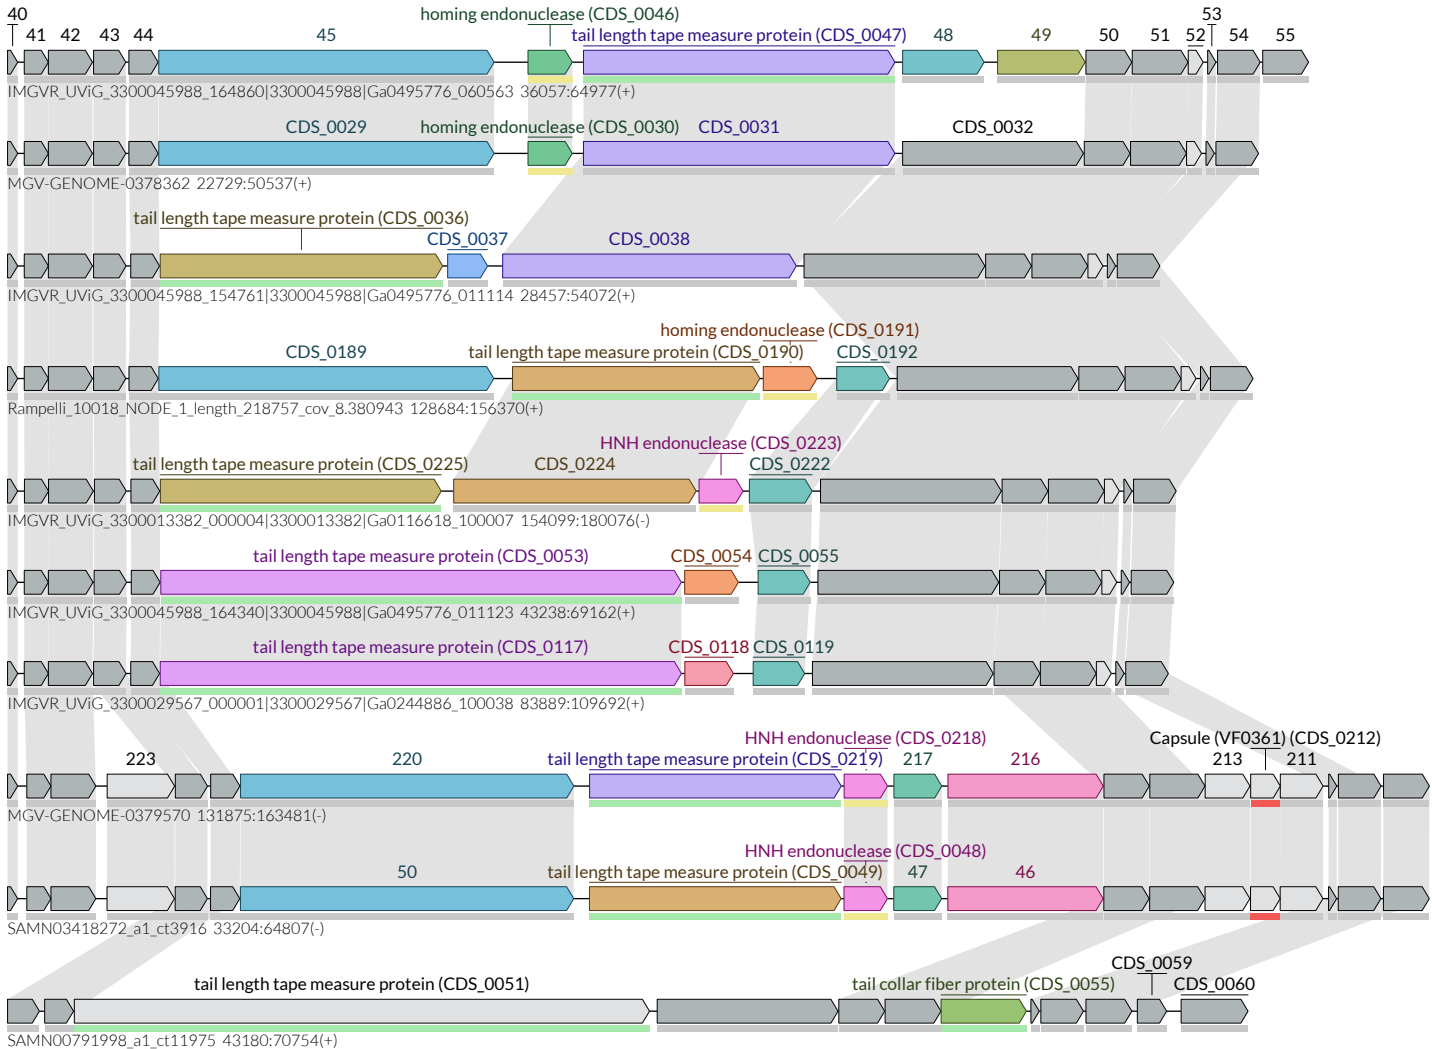 40 homing endonuclease (CDS_0046) 53
41 42 43 44 45 tail length tape measure protein (CDS_0047) 48 49 50 51 52 54 55
IMGVR_UViG_3300045988_164860|3300045988|Ga0495776_060563 36057:64977(+)
CDS_0029 homing endonuclease (CDS_0030) CDS_0031 CDS_0032
MGV-GENOME-0378362 22729:50537(+)
tail length tape measure protein (CDS_0036)
CDS_0037 CDS_0038
IMGVR_UViG_3300045988_154761|3300045988|Ga0495776_011114 28457:54072(+)
homing endonuclease (CDS_0191)
CDS_0189 tail length tape measure protein (CDS_0190) CDS_0192
Rampelli_10018_NODE_1_length_218757_cov_8.380943 128684:156370(+)
HNH endonuclease (CDS_0223)
tail length tape measure protein (CDS_0225) CDS_0224 CDS_0222
IMGVR_UViG_3300013382_000004|3300013382|Ga0116618_100007 154099:180076(-)
tail length tape measure protein (CDS_0053) CDS_0054 CDS_0055
IMGVR_UViG_3300045988_164340|3300045988|Ga0495776_011123 43238:69162(+)
tail length tape measure protein (CDS_0117) CDS_0118 CDS_0119
IMGVR_UViG_3300029567_000001|3300029567|Ga0244886_100038 83889:109692(+)
HNH endonuclease (CDS_0218) Capsule (VF0361) (CDS_0212)
223 220 tail length tape measure protein (CDS_0219) 217 216 213 211
MGV-GENOME-0379570 131875:163481(-)
HNH endonuclease (CDS_0048)
50 tail length tape measure protein (CDS_0049) 47 46
SAMN03418272_a1_ct3916 33204:64807(-)
CDS_0059
tail length tape measure protein (CDS_0051) tail collar fiber protein (CDS_0055) CDS_0060
SAMN00791998_a1_ct11975 43180:70754(+)